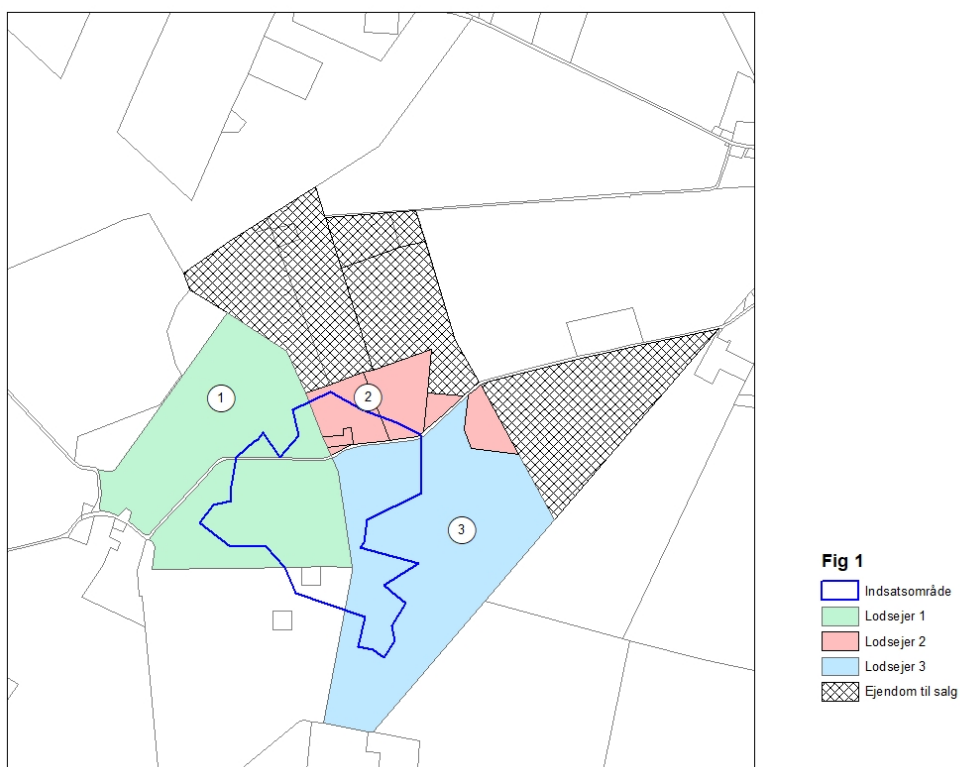 1
2
3
Fig 1
Indsatsområde
Lodsejer 1
Lodsejer 2
Lodsejer 3
Ejendom til salg